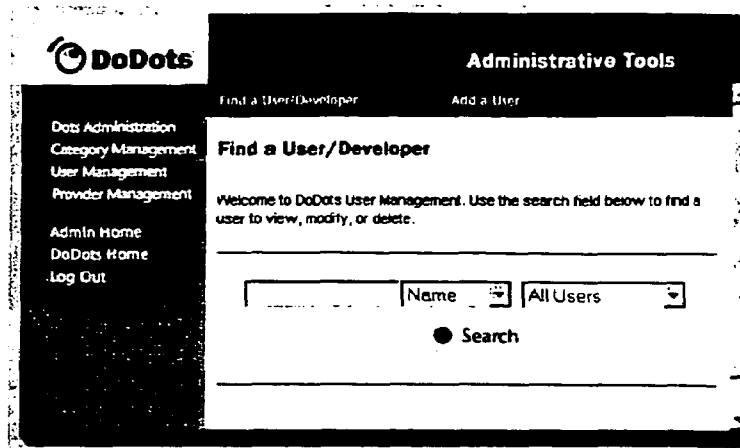 DoDots
Administrative Tools
Find a User/Developer
Add a User
Dots Administration
Category Management
User Management
Provider Management
Admin Home
DoDots Home
Log Out
Find a User/Developer
Welcome to DoDots User Management. Use the search field below to find a
user to view, modify, or delete.
Name
All Users
Search